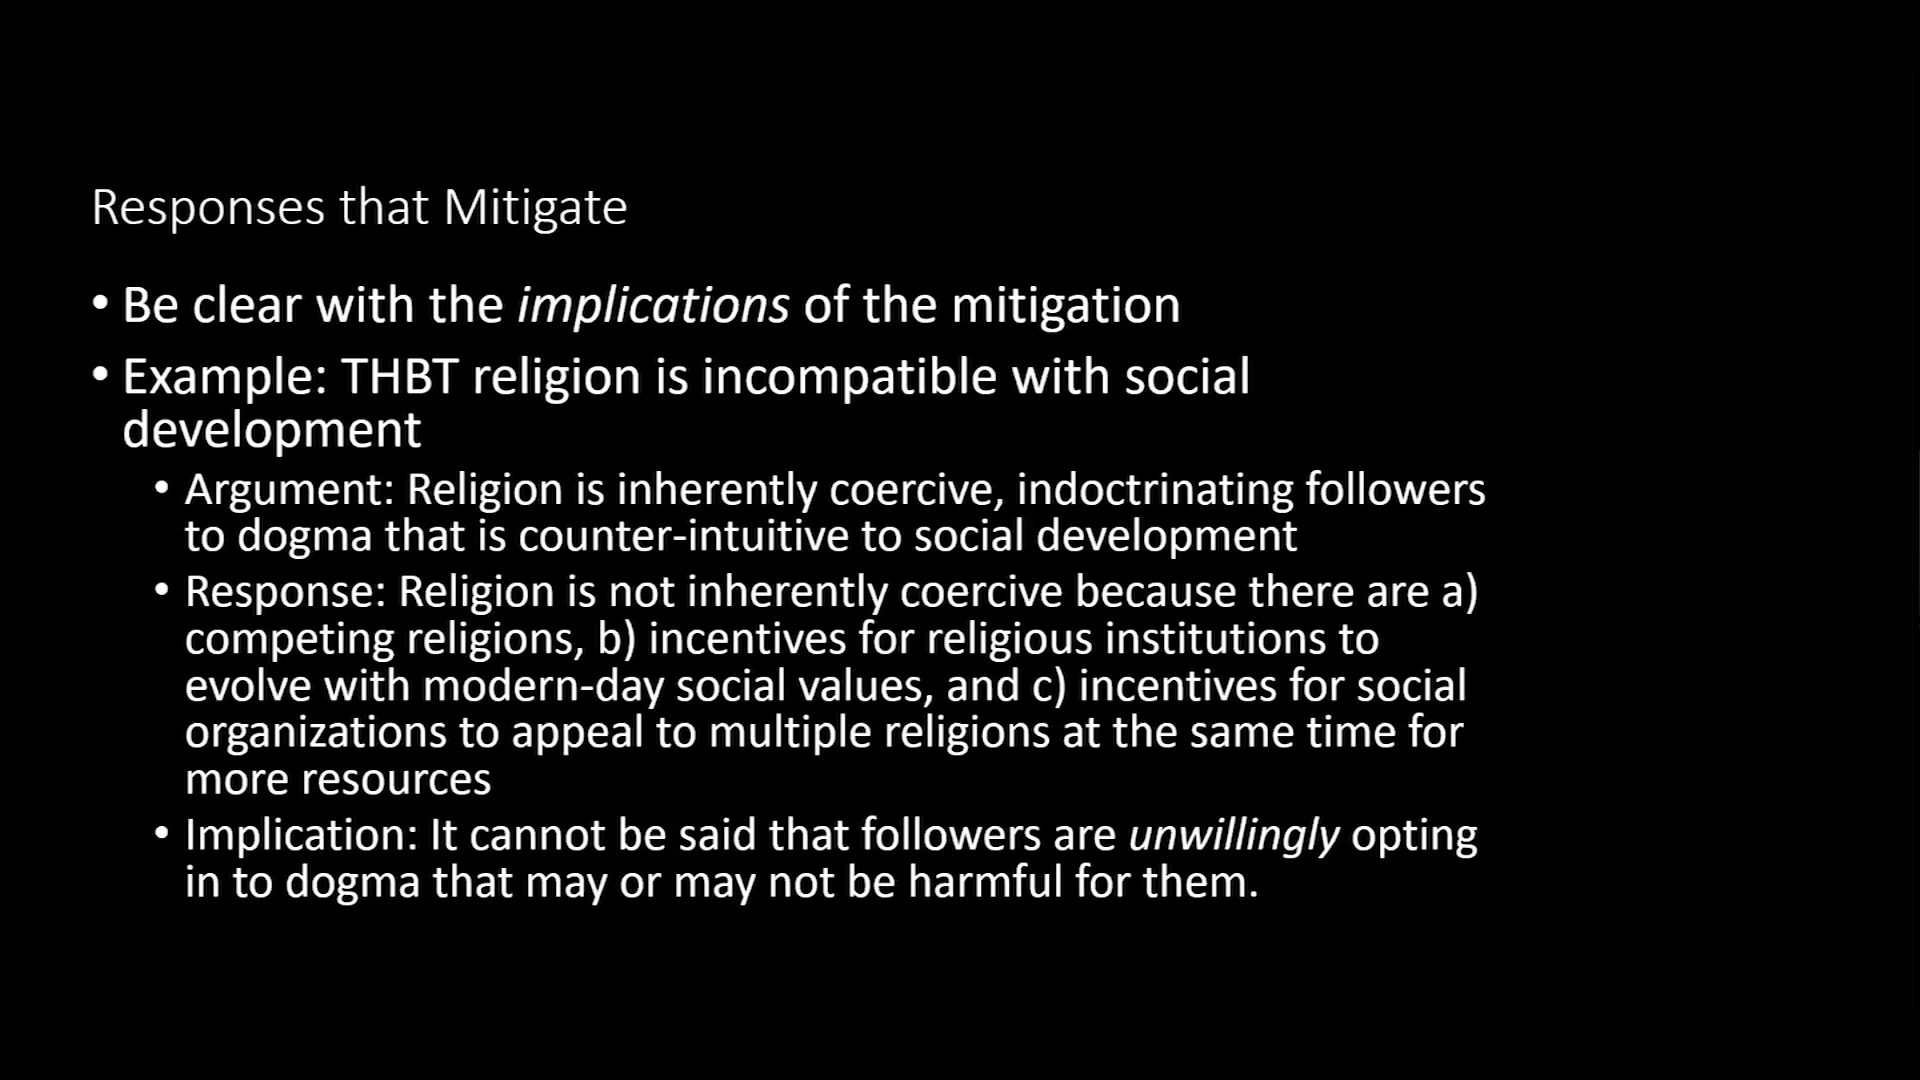 Responses that Mitigate
• Be clear with the implications of the mitigation
• Example: THBT religion is incompatible with social
development
• Argument: Religion is inherently coercive, indoctrinating followers
to dogma that is counter-intuitive to social development
• Response: Religion is not inherently coercive because there are a)
competing religions, b) incentives for religious institutions to
evolve with modern-day social values, and c) incentives for social
organizations to appeal to multiple religions at the same time for
more resources
• Implication: It cannot be said that followers are unwillingly opting
in to dogma that may or may not be harmful for them.